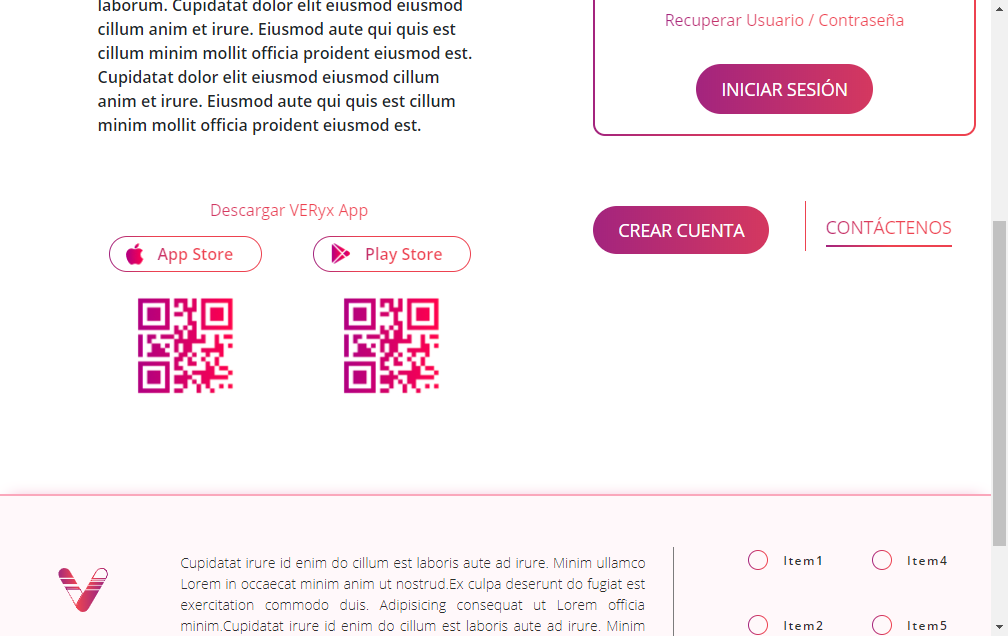 laborum. Cupidatat dolor elit eiusmod eiusmod
cillum anim et irure. Eiusmod aute qui quis est
cillum minim mollit officia proident eiusmod est.
Cupidatat dolor elit eiusmod eiusmod cillum
anim et irure. Eiusmod aute qui quis est cillum
minim mollit officia proident eiusmod est.
Recuperar Usuario / Contraseña
INICIAR SESIÓN
Descargar VERyx App
App Store
Play Store
CREAR CUENTA
CONTÁCTENOS
Cupidatat irure id enim do cillum est laboris aute ad irure. Minim ullamco
Lorem in occaecat minim anim ut nostrud.Ex culpa deserunt do fugiat est
exercitation commodo duis. Adipisicing consequat ut Lorem officia
minim.Cupidatat irure id enim do cillum est laboris aute ad irure. Minim
Item1
Item4
Item2
Item5